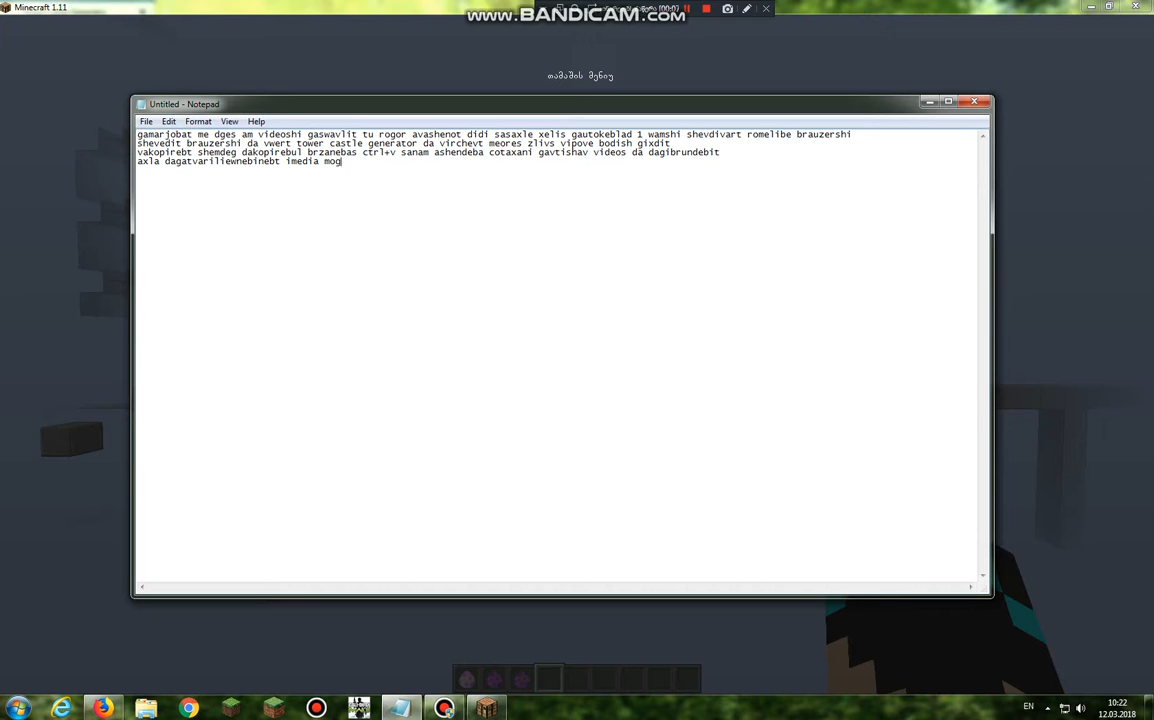 Minecraft 1.11
www.BANDICAM.com
თამაშის მენიუ
Untitled - Notepad
File Edit Format View Help
gamarjobat me dges am videoshi gaswavlit tu rogor avashenot didi sasaxle xelis gautokeblad 1 wamshi shevdivart romelibe brauzershi
shevedit brauzershi da vwert tower castle generator da virchevt meores zlivs vipove bodish gixdit
vakopirebt shemdeg dakopirebul brzanebas ctrl+v sanam ashendeba cotaxani gavtishav videos da dagibrundebit
axla dagatvariliewnebinebt imedia mog
EN
10:22
12.03.2018